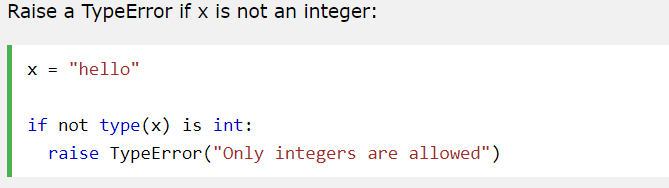 Raise a TypeError if x is not an integer:
x = "hello"
if not type(x) is int:
  raise TypeError("Only integers are allowed")